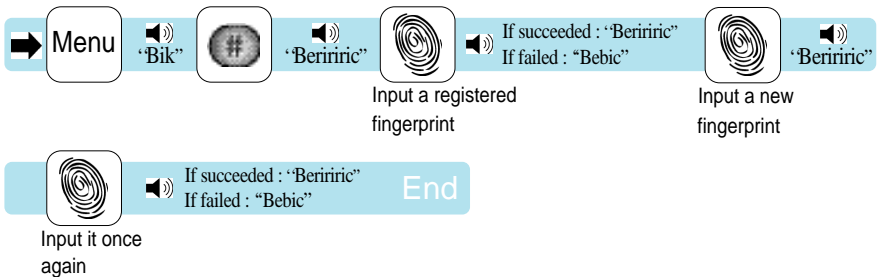 Menu
“Bik”
#
“Beririric”
Input a registered
fingerprint
If succeeded : “Beririric”
If failed : “Bebic”
Input a new
fingerprint
“Beririric”
Input it once
again
If succeeded : “Beririric”
If failed : “Bebic”
End